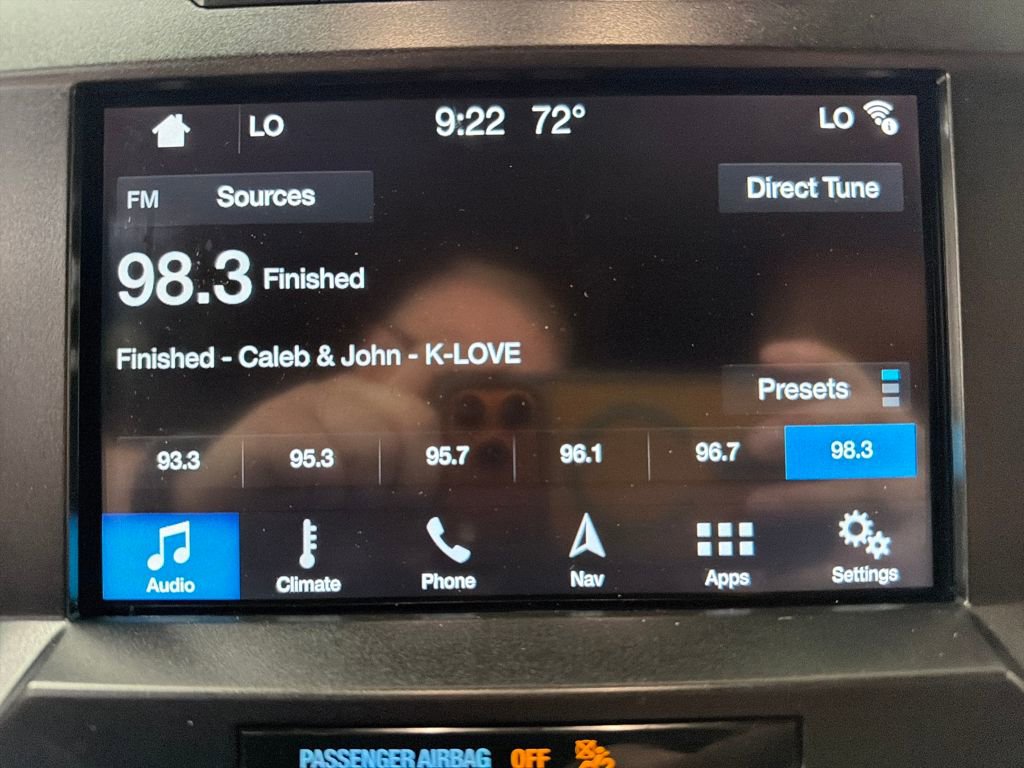 LO 9:22 72° LO
FM Sources Direct Tune
98.3 Finished
Finished - Caleb & John - K-LOVE
Presets
93.3 95.3 95.7 96.1 96.7 98.3
Audio Climate Phone Nav Apps Settings
PASSENGER AIRBAG OFF